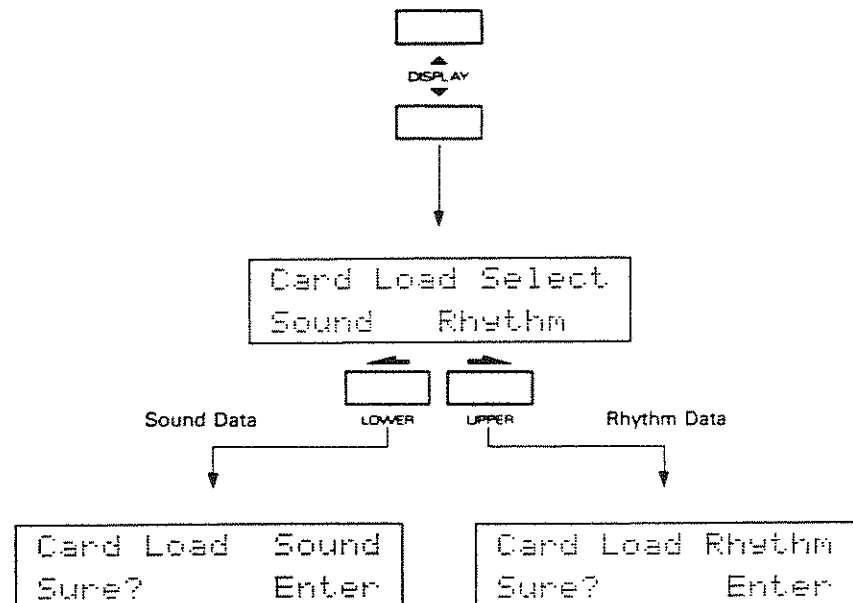 DISPLAY
Card Load Select
Sound Rhythm
LOWER UPPER
Sound Data Rhythm Data
Card Load Sound
Sure? Enter
Card Load Rhythm
Sure? Enter